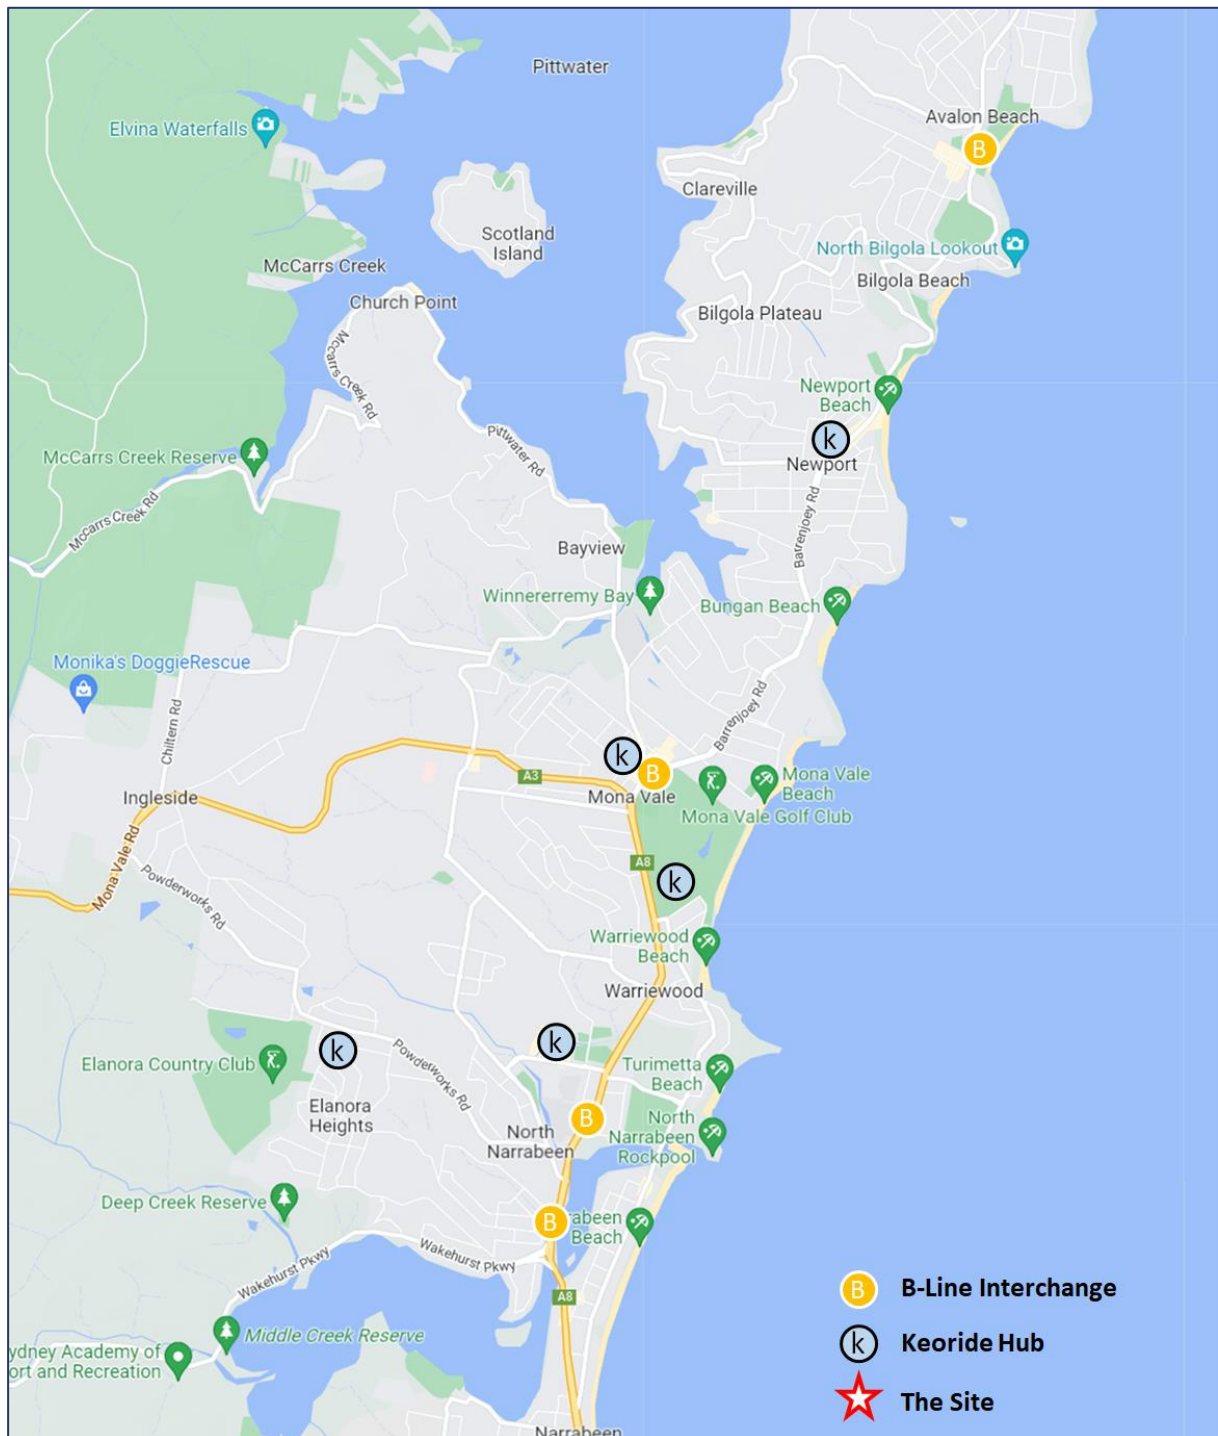 Pittwater
Avalon Beach
B
Elvina Waterfalls
Clareville
Scotland
Island
North Bilgola Lookout
McCarrs Creek
Bilgola Beach
Church Point
Bilgola Plateau
McCarrs Creek Rd
Newport
Beach
k
Newport
Pittwater Rd
McCarrs Creek Reserve
Mccarrs Creek Rd
Barrenjoey Rd
Bayview
Winnererremy Bay
Bungan Beach
Monika's DoggieRescue
Chiltern Rd
Barrenjoey Rd
k
B
A3
Mona Vale
Mona Vale
Beach
Mona Vale Golf Club
Ingleside
Mona Vale Rd
A8
k
Powderworks Rd
Warriewood
Beach
Warriewood
k
k
Powderworks Rd
Elanora Country Club
Turimetta
Beach
Elanora
Heights
B
North
Narrabeen
North
Narrabeen
Rockpool
Deep Creek Reserve
B
rabeen
Beach
Wakehurst Pkwy
Wakehurst Pkwy
A8
B
B-Line Interchange
Middle Creek Reserve
k
Keoride Hub
ydney Academy of
ort and Recreation
The Site
Narrabeen